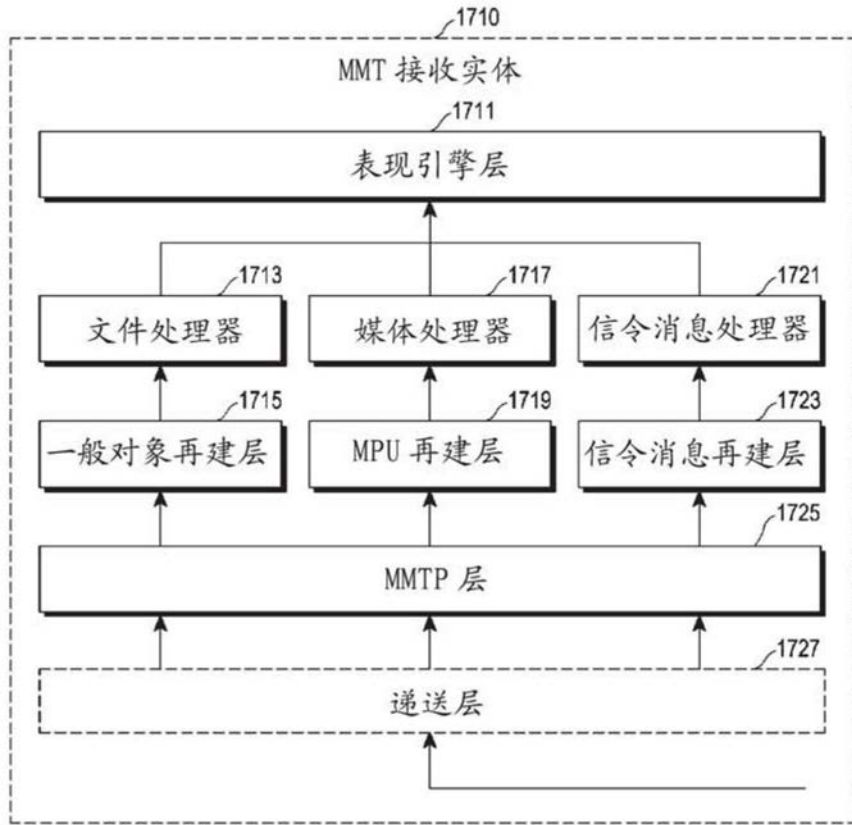 1710
MMT 接收实体
1711
表现引擎层
1713
1717
1721
文件处理器
媒体处理器
信令消息处理器
1715
1719
1723
一般对象再建层
MPU 再建层
信令消息再建层
1725
MMTP 层
1727
递送层